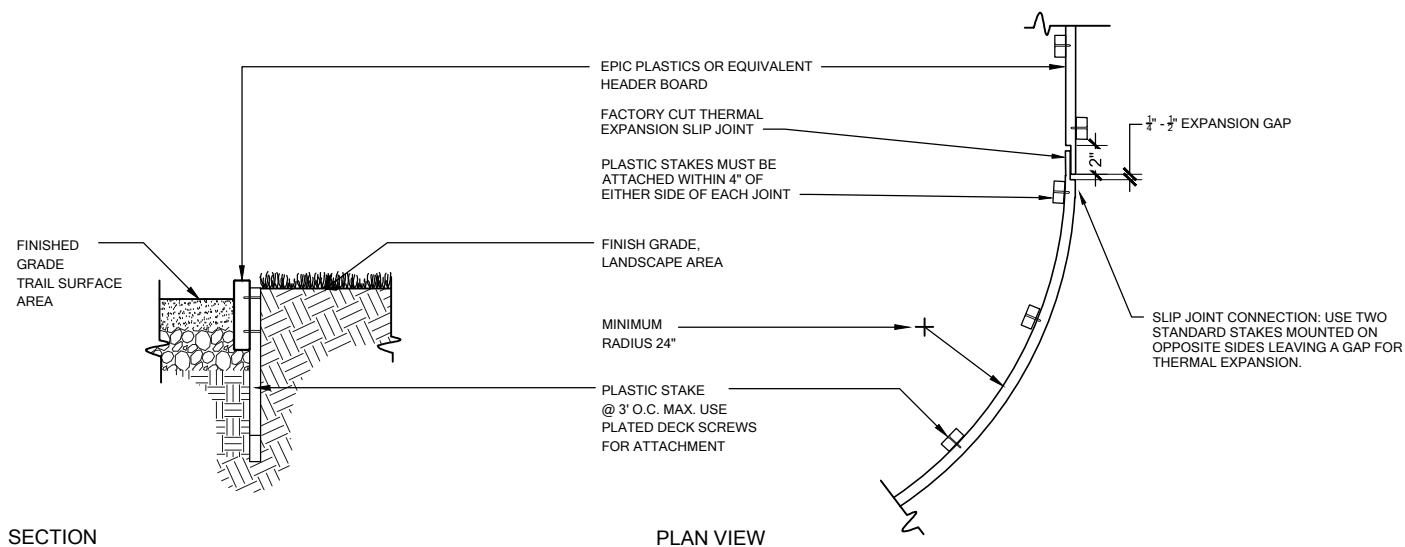 EPIC PLASTICS OR EQUIVALENT
HEADER BOARD
FACTORY CUT THERMAL
EXPANSION SLIP JOINT
PLASTIC STAKES MUST BE
ATTACHED WITHIN 4" OF
EITHER SIDE OF EACH JOINT
1/4" - 1/2" EXPANSION GAP
2"
FINISHED
GRADE
TRAIL SURFACE
AREA
FINISH GRADE,
LANDSCAPE AREA
MINIMUM
RADIUS 24"
SLIP JOINT CONNECTION: USE TWO
STANDARD STAKES MOUNTED ON
OPPOSITE SIDES LEAVING A GAP FOR
THERMAL EXPANSION.
PLASTIC STAKE
@ 3' O.C. MAX. USE
PLATED DECK SCREWS
FOR ATTACHMENT
SECTION
PLAN VIEW